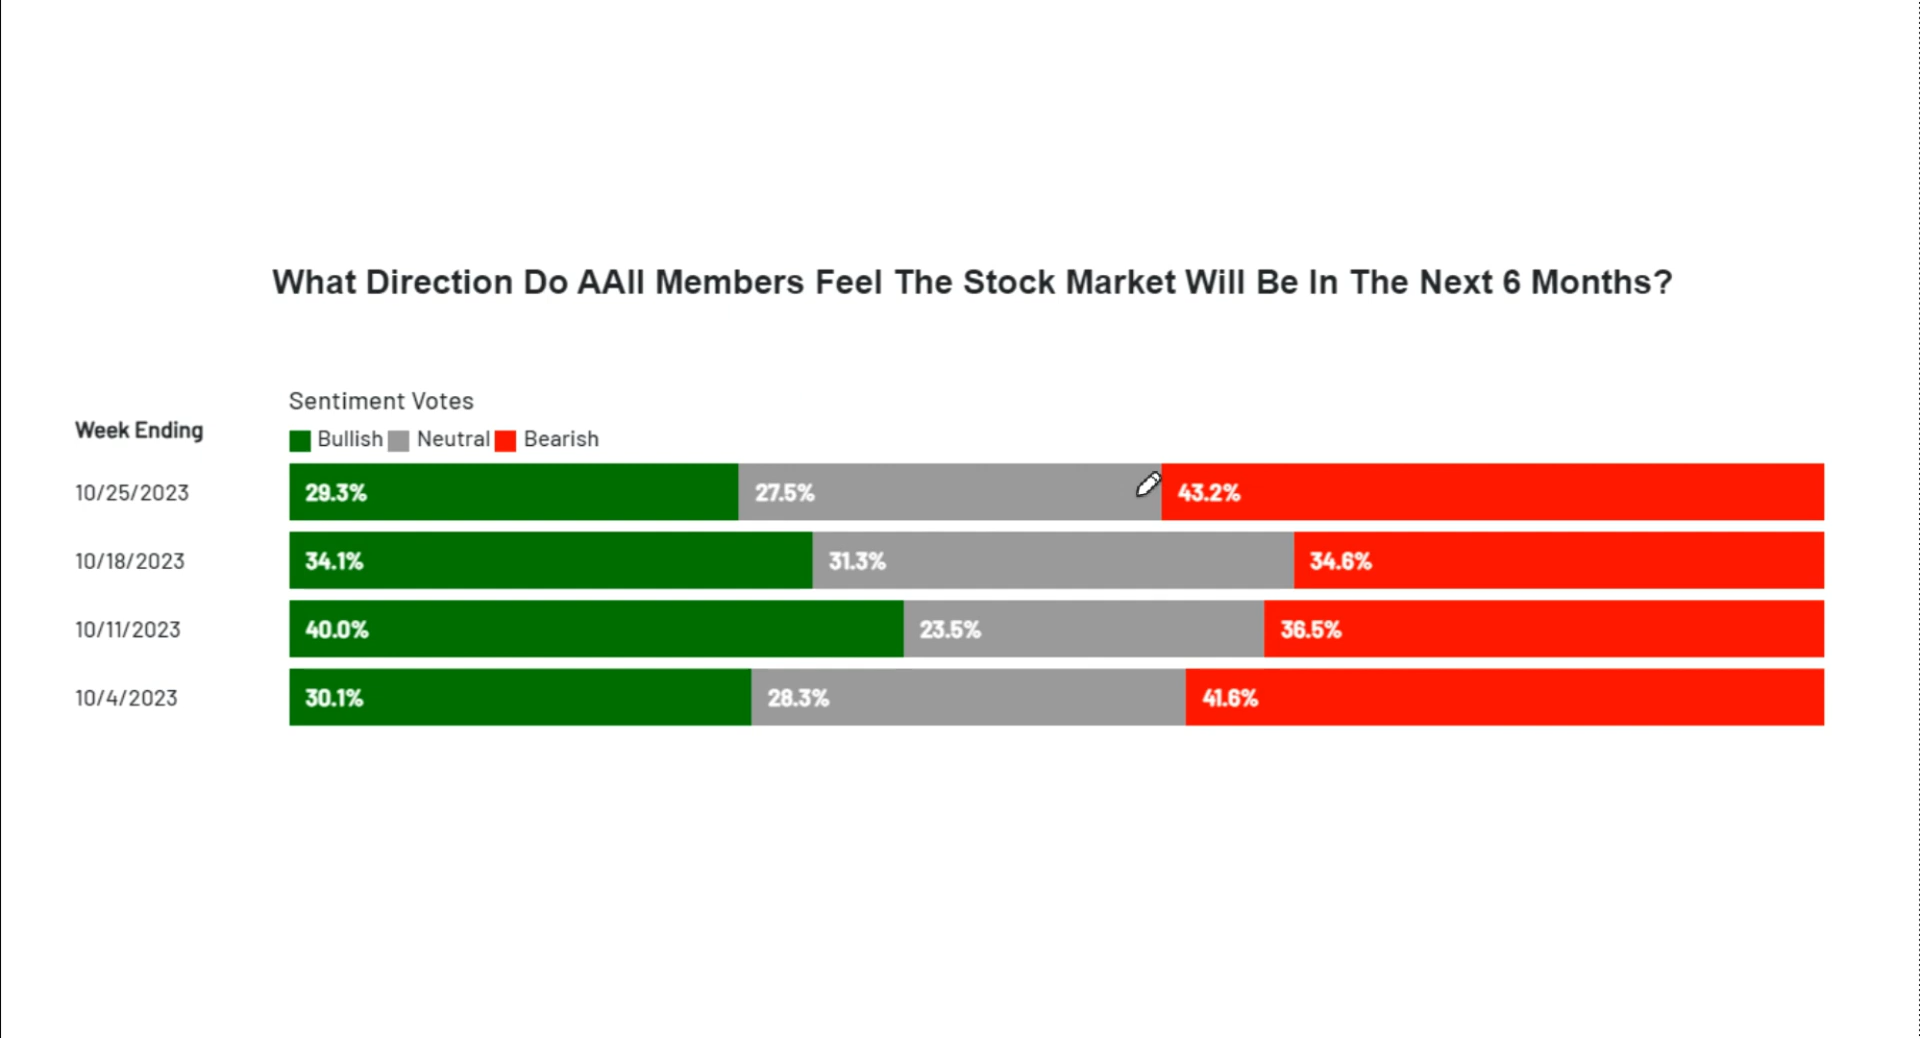 What Direction Do AAII Members Feel The Stock Market Will Be In The Next 6 Months?
Sentiment Votes
Week Ending
Bullish Neutral Bearish
10/25/2023 29.3% 27.5% 43.2%
10/18/2023 34.1% 31.3% 34.6%
10/11/2023 40.0% 23.5% 36.5%
10/4/2023 30.1% 28.3% 41.6%